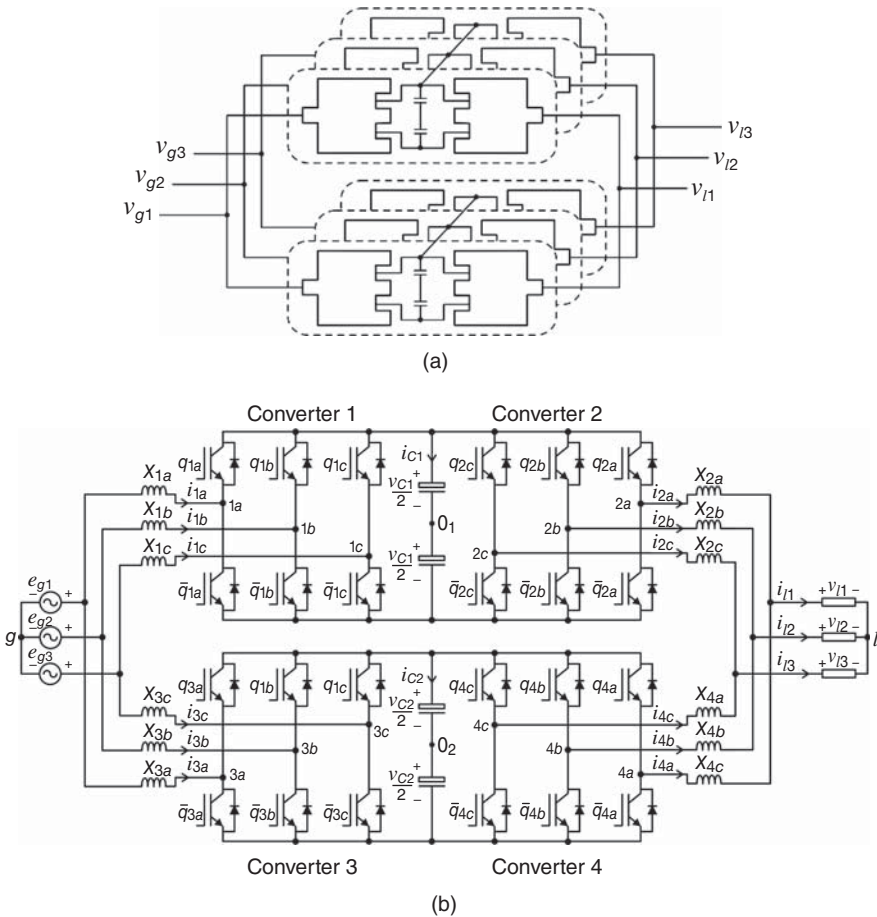 v_g3
v_g2
v_g1
v_l3
v_l2
v_l1
(a)
Converter 1 Converter 2
q_1a q_1b q_1c i_C1 q_2c q_2b q_2a
X_1a v_C1/2 + − X_2a
i_1a 1a 2a i_2a
X_1b X_2b
i_1b 1b 0_1 2b i_2b
X_1c X_2c
i_1c 1c v_C1/2 + − 2c i_2c
q̄_1a q̄_1b q̄_1c q̄_2c q̄_2b q̄_2a
e_g1 − + i_l1 + v_l1 −
g e_g2 − + i_l2 + v_l2 − l
e_g3 − + i_l3 + v_l3 −
q_3a q_1b q_1c i_C2 q_4c q_4b q_4a
X_3c v_C2/2 + − X_4a
i_3c 3c 4c i_4c
X_3b X_4b
i_3b 3b 0_2 4b i_4b
X_3a X_4c
i_3a 3a v_C2/2 + − 4a i_4a
q̄_3a q̄_3b q̄_3c q̄_4c q̄_4b q̄_4a
Converter 3 Converter 4
(b)